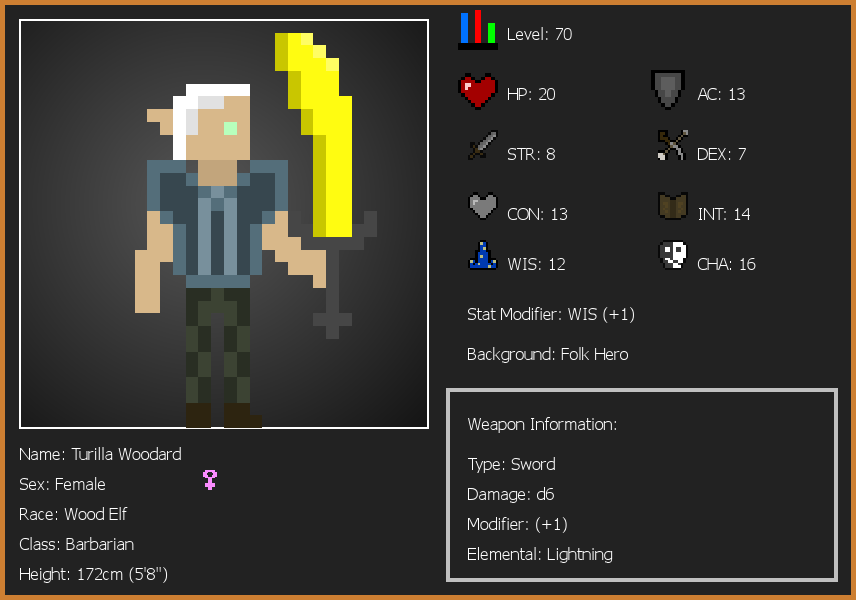 Level: 70
HP: 20
AC: 13
STR: 8
DEX: 7
CON: 13
INT: 14
WIS: 12
CHA: 16
Stat Modifier: WIS (+1)
Background: Folk Hero
Weapon Information:
Type: Sword
Damage: d6
Modifier: (+1)
Elemental: Lightning
Name: Turilla Woodard
Sex: Female
Race: Wood Elf
Class: Barbarian
Height: 172cm (5'8")